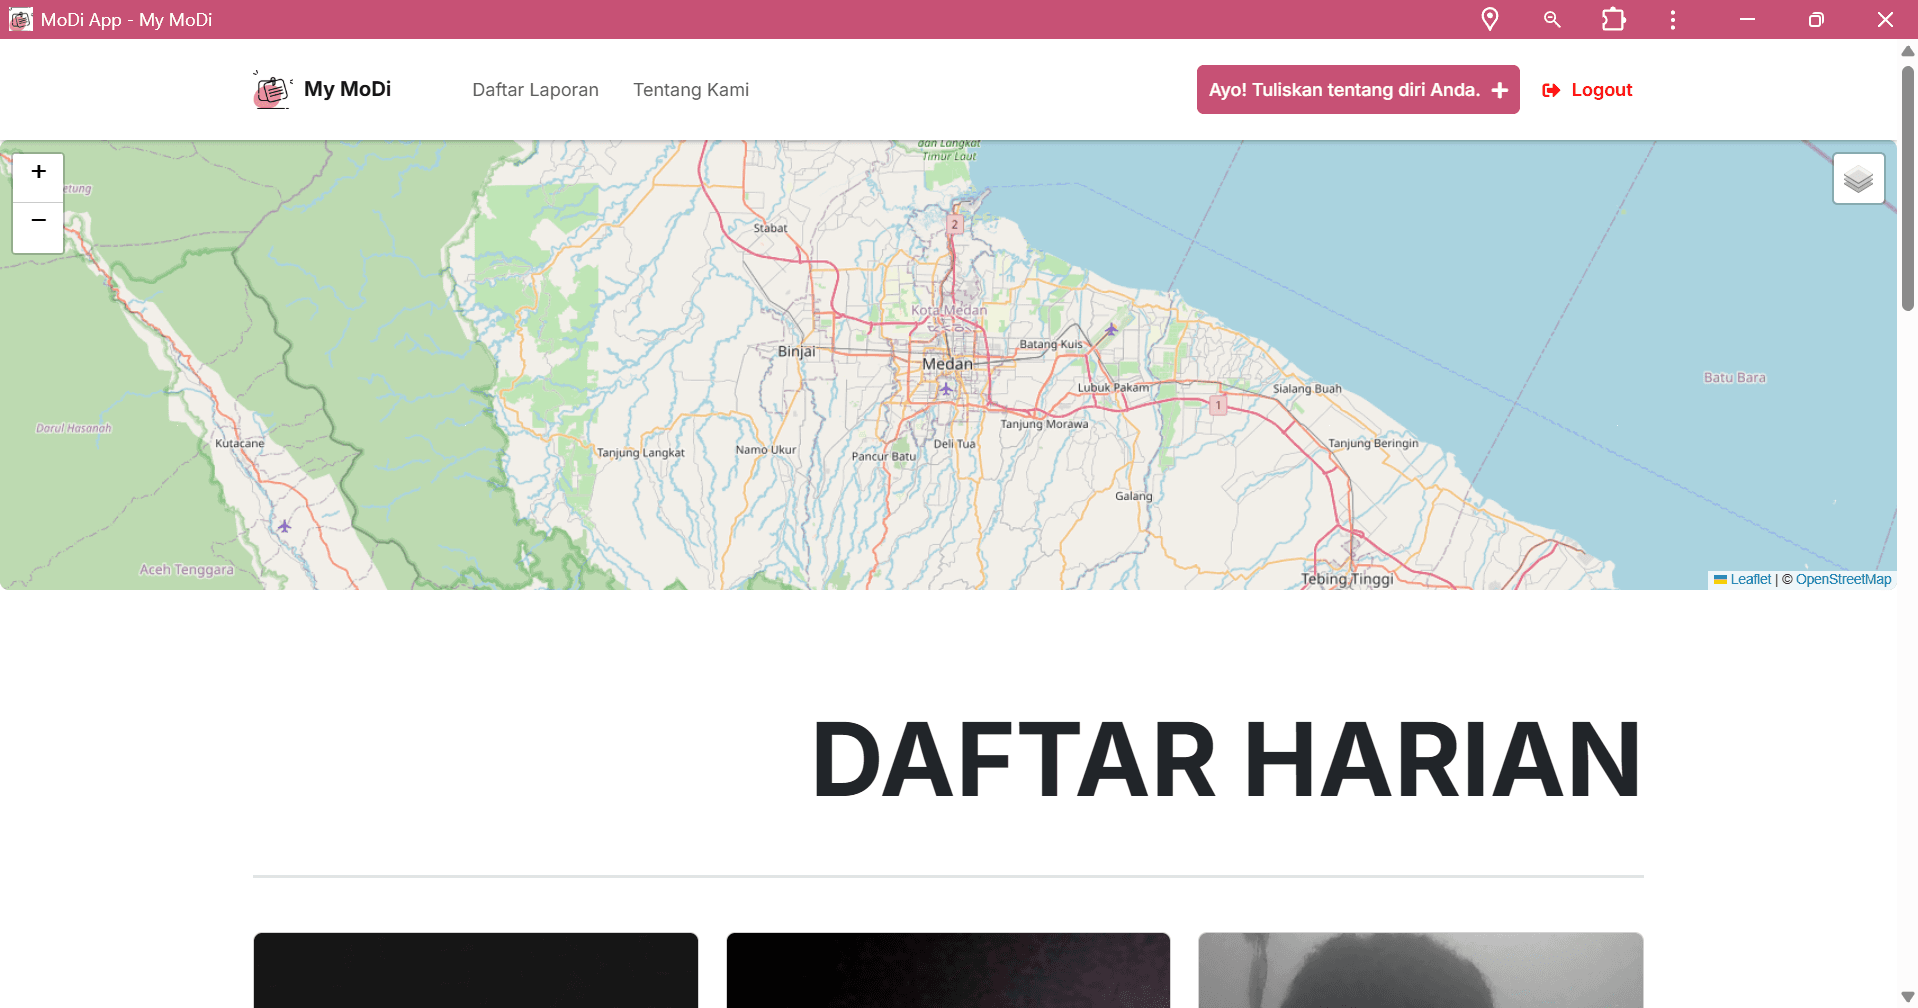 MoDi App - My MoDi
My MoDi
Daftar Laporan
Tentang Kami
Ayo! Tuliskan tentang diri Anda. +
Logout
+
−
dan Langkat
Timur Laut
etung
2
Stabat
Kota Medan
Binjai
Batang Kuis
Medan
Batu Bara
Lubuk Pakam
Sialang Buah
1
Darul Hasanah
Tanjung Morawa
Kutacane
Deli Tua
Tanjung Beringin
Tanjung Langkat
Namo Ukur
Pancur Batu
Galang
Aceh Tenggara
Tebing Tinggi
Leaflet | © OpenStreetMap
DAFTAR HARIAN